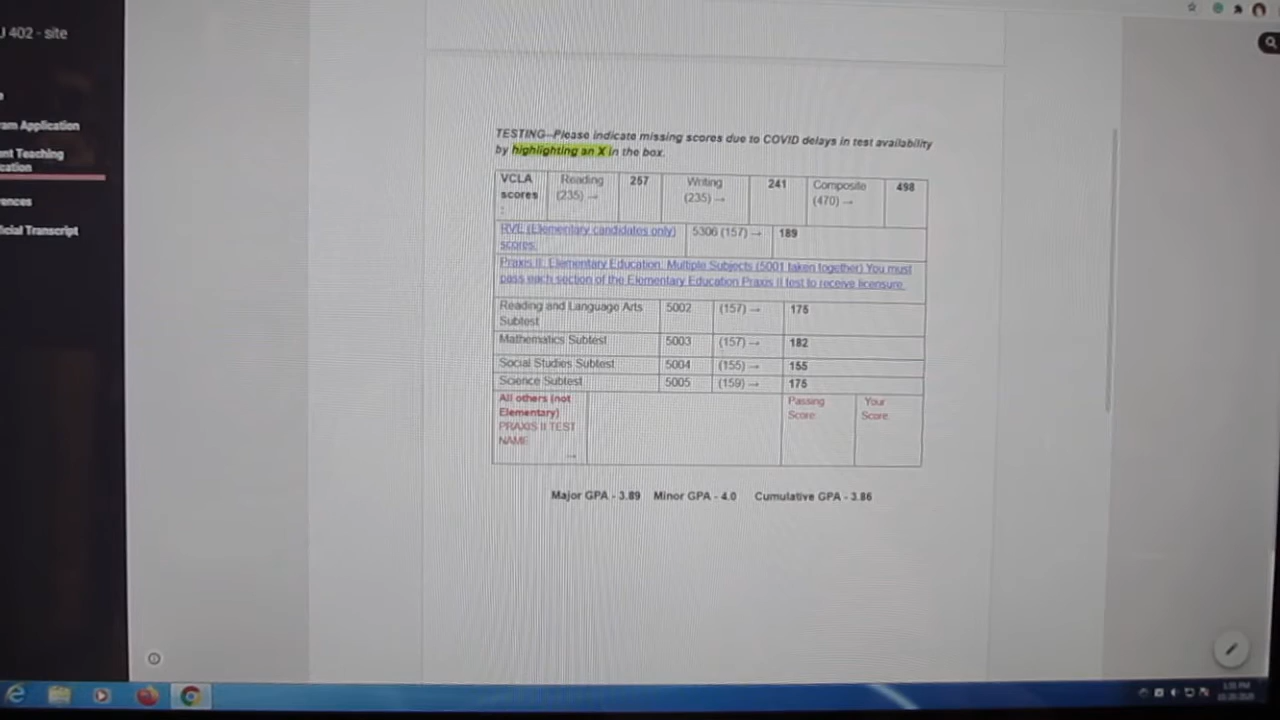 402 - site
am Application
nt Teaching
cation
ences
icial Transcript
TESTING--Please indicate missing scores due to COVID delays in test availability
by highlighting an X in the box.
VCLA scores : Reading (235) → 257 Writing (235) → 241 Composite (470) → 498
RVE (Elementary candidates only) scores: 5306 (157) → 189
Praxis II: Elementary Education: Multiple Subjects (5001 taken together) You must
pass each section of the Elementary Education Praxis II test to receive licensure.
Reading and Language Arts Subtest 5002 (157) → 175
Mathematics Subtest 5003 (157) → 182
Social Studies Subtest 5004 (155) → 155
Science Subtest 5005 (159) → 175
All others (not Elementary) PRAXIS II TEST NAME → Passing Score Your Score
Major GPA - 3.89 Minor GPA - 4.0 Cumulative GPA - 3.86